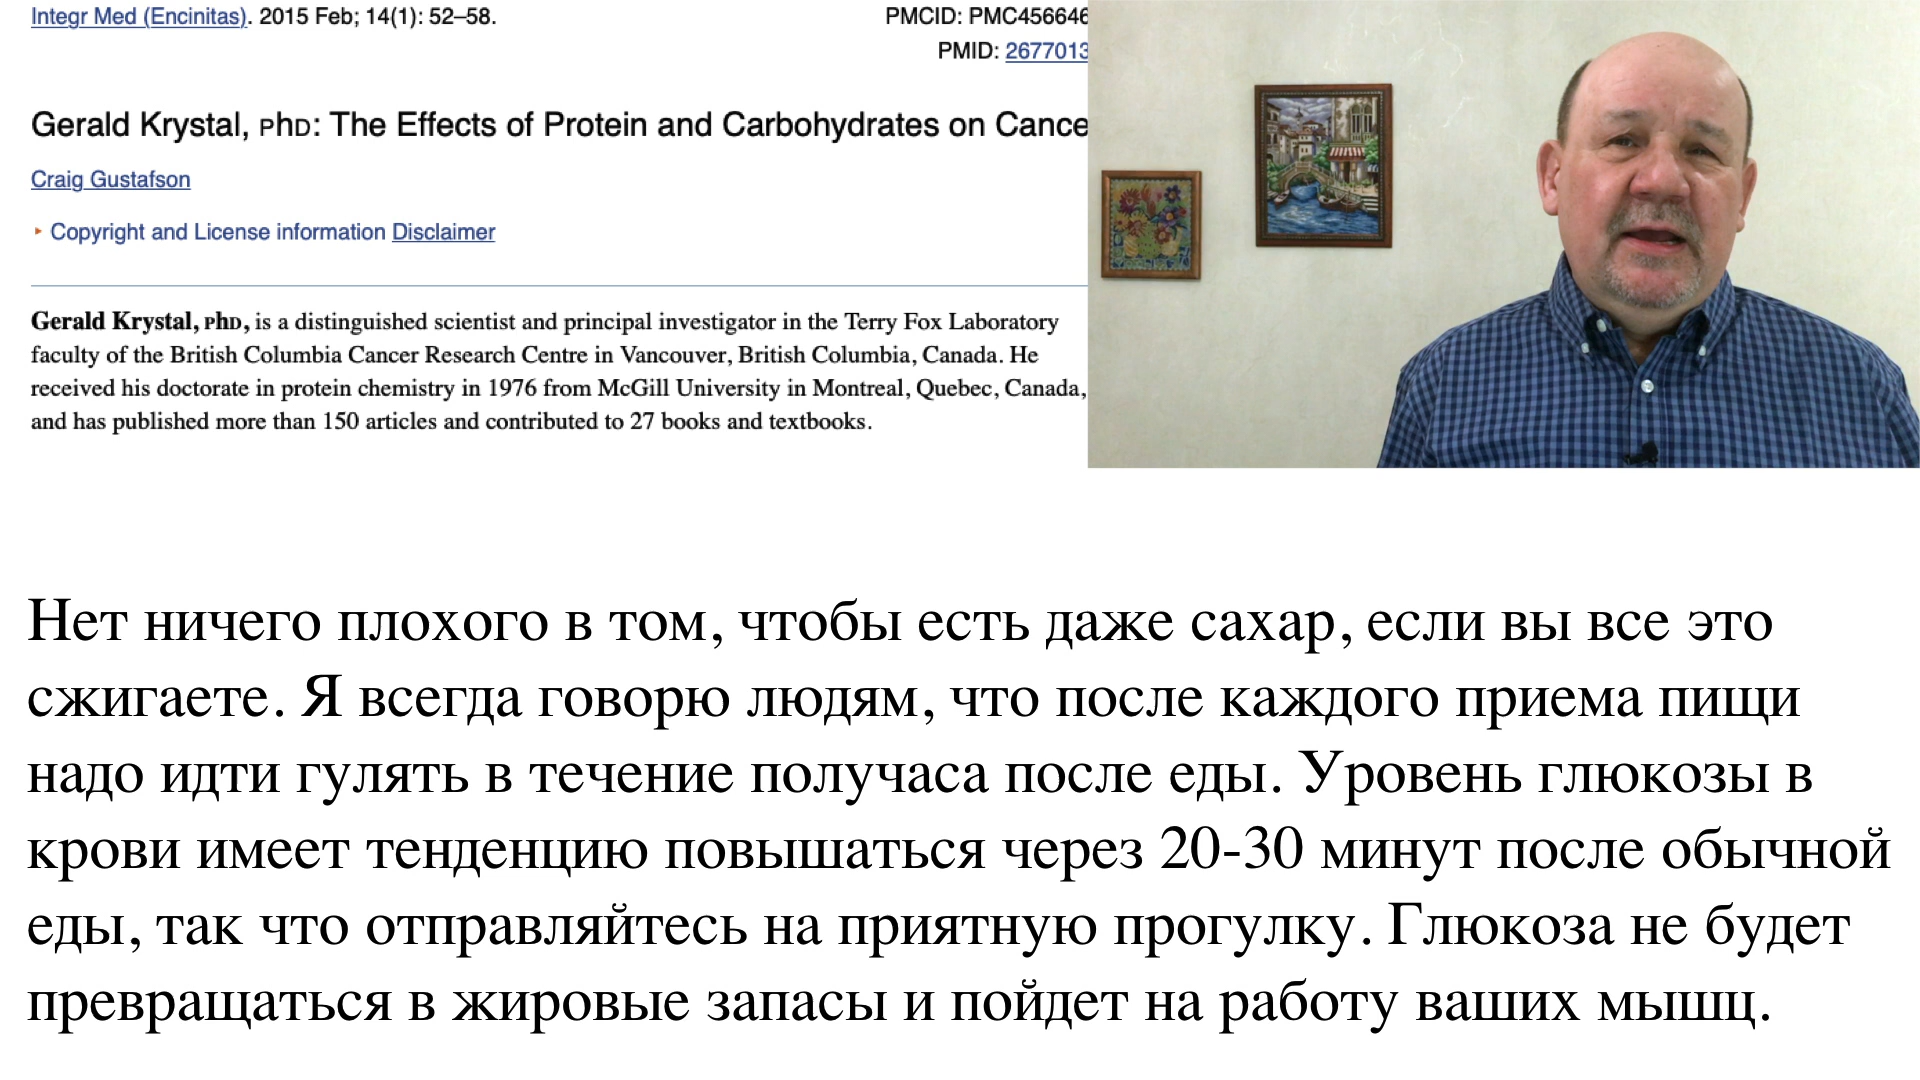 Integr Med (Encinitas). 2015 Feb; 14(1): 52–58.
PMCID: PMC456646
PMID: 2677013
Gerald Krystal, PhD: The Effects of Protein and Carbohydrates on Cance
Craig Gustafson
Copyright and License information Disclaimer
Gerald Krystal, PhD, is a distinguished scientist and principal investigator in the Terry Fox Laboratory
faculty of the British Columbia Cancer Research Centre in Vancouver, British Columbia, Canada. He
received his doctorate in protein chemistry in 1976 from McGill University in Montreal, Quebec, Canada,
and has published more than 150 articles and contributed to 27 books and textbooks.
Нет ничего плохого в том, чтобы есть даже сахар, если вы все это
сжигаете. Я всегда говорю людям, что после каждого приема пищи
надо идти гулять в течение получаса после еды. Уровень глюкозы в
крови имеет тенденцию повышаться через 20-30 минут после обычной
еды, так что отправляйтесь на приятную прогулку. Глюкоза не будет
превращаться в жировые запасы и пойдет на работу ваших мышц.